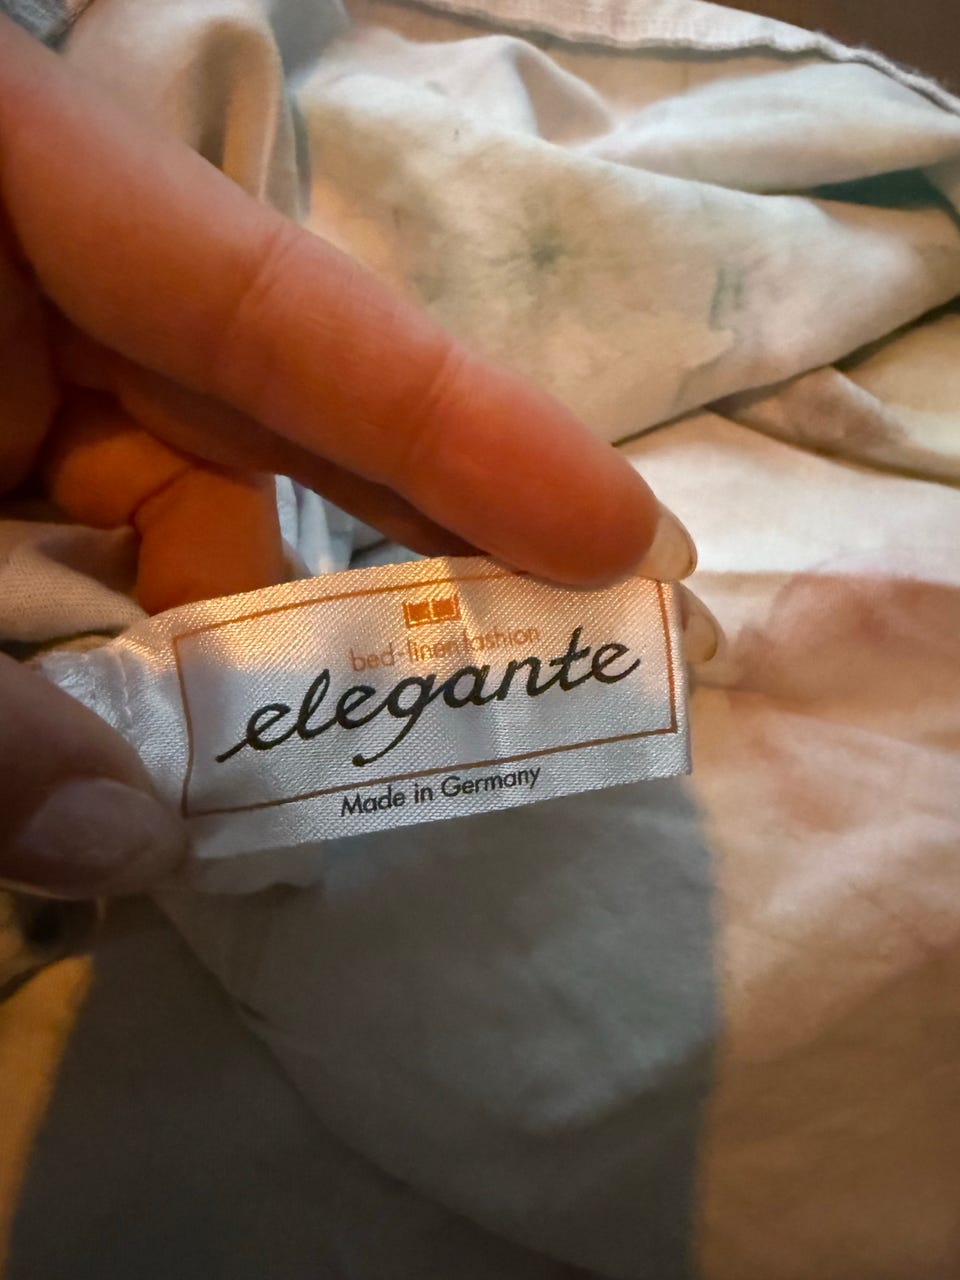 bed-linen fashion
elegante
Made in Germany